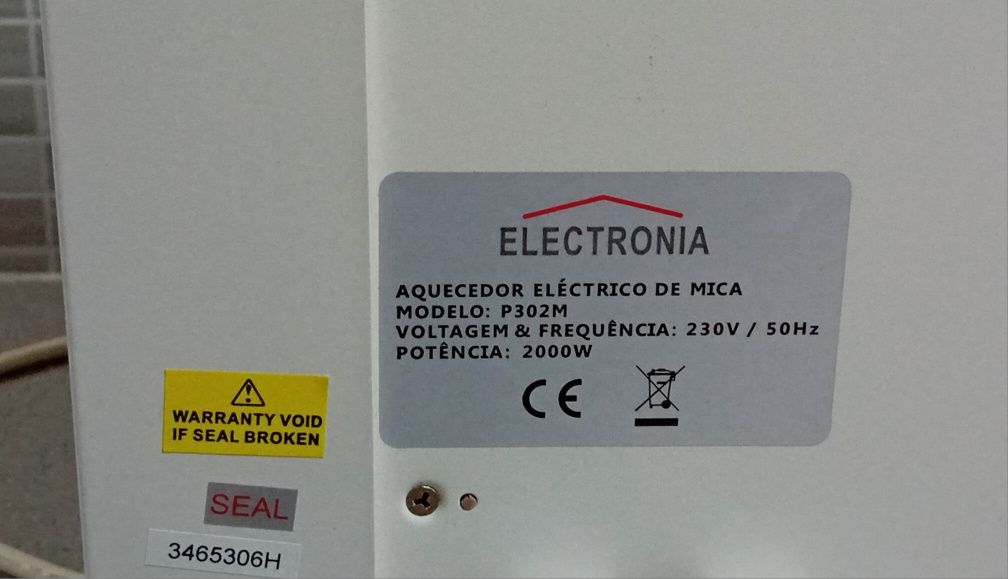 ELECTRONIA
AQUECEDOR ELÉCTRICO DE MICA
MODELO: P302M
VOLTAGEM & FREQUÊNCIA: 230V / 50Hz
POTÊNCIA: 2000W
CE
WARRANTY VOID
IF SEAL BROKEN
SEAL
3465306H